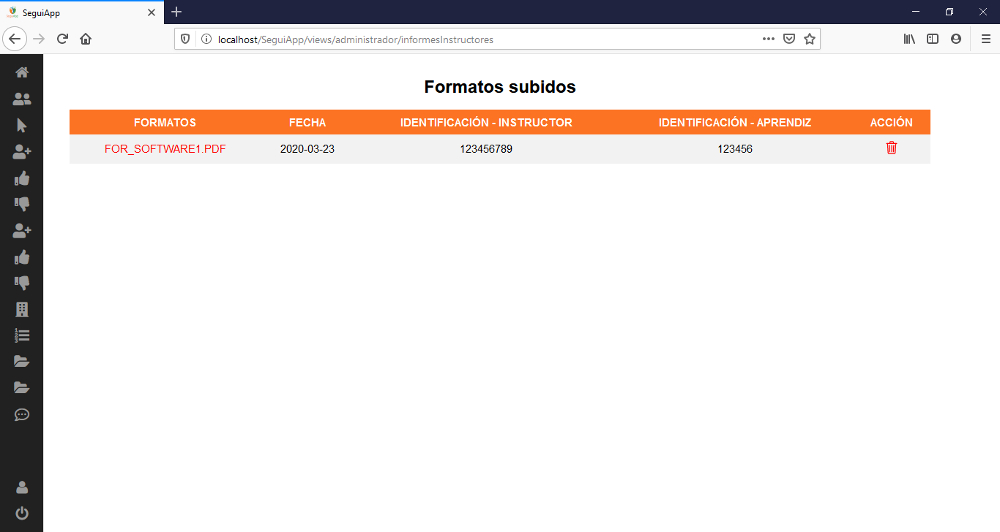 SeguiApp
localhost/SeguiApp/views/administrador/informesInstructores
Formatos subidos
FORMATOS FECHA IDENTIFICACIÓN - INSTRUCTOR IDENTIFICACIÓN - APRENDIZ ACCIÓN
FOR_SOFTWARE1.PDF 2020-03-23 123456789 123456